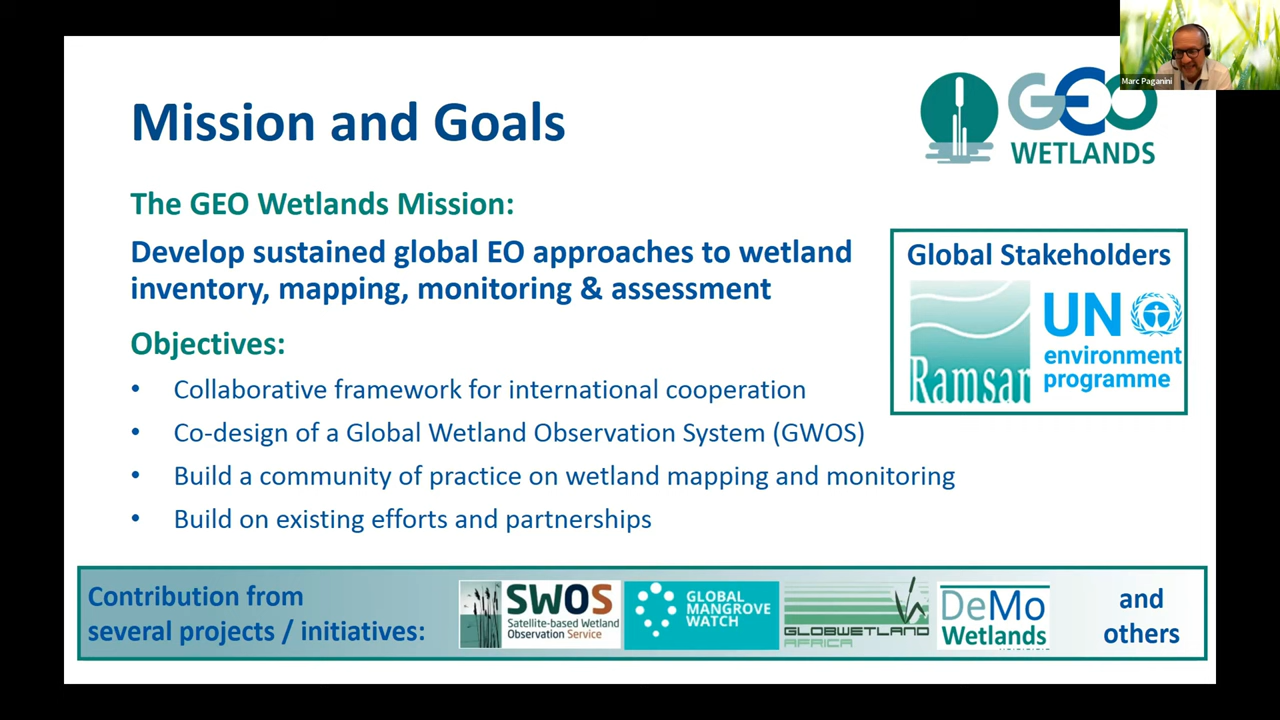 Marc Paganini
GEO
WETLANDS
Mission and Goals
The GEO Wetlands Mission:
Develop sustained global EO approaches to wetland
inventory, mapping, monitoring & assessment
Objectives:
• Collaborative framework for international cooperation
• Co-design of a Global Wetland Observation System (GWOS)
• Build a community of practice on wetland mapping and monitoring
• Build on existing efforts and partnerships
Global Stakeholders
Ramsar
UN
environment
programme
Contribution from
several projects / initiatives:
SWOS
Satellite-based Wetland
Observation Service
GLOBAL
MANGROVE
WATCH
GLOBWETLAND
AFRICA
DeMo
Wetlands
and
others